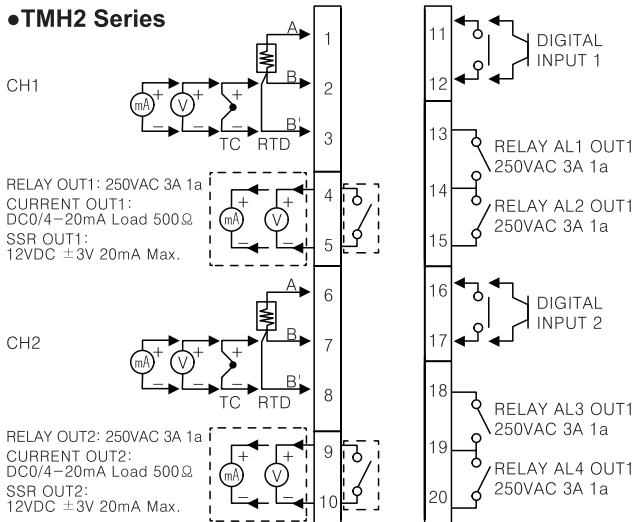 ●TMH2 Series
CH1
A
B
B'
mA
+
−
V
+
−
+
−
TC
RTD
1
2
3
RELAY OUT1: 250VAC 3A 1a
CURRENT OUT1:
DC0/4−20mA Load 500Ω
SSR OUT1:
12VDC ±3V 20mA Max.
mA
+
−
V
+
−
4
5
CH2
A
B
B'
mA
+
−
V
+
−
+
−
TC
RTD
6
7
8
RELAY OUT2: 250VAC 3A 1a
CURRENT OUT2:
DC0/4−20mA Load 500Ω
SSR OUT2:
12VDC ±3V 20mA Max.
mA
+
−
V
+
−
9
10
11
12
DIGITAL
INPUT 1
13
14
15
RELAY AL1 OUT1
250VAC 3A 1a
RELAY AL2 OUT1
250VAC 3A 1a
16
17
DIGITAL
INPUT 2
18
19
20
RELAY AL3 OUT1
250VAC 3A 1a
RELAY AL4 OUT1
250VAC 3A 1a